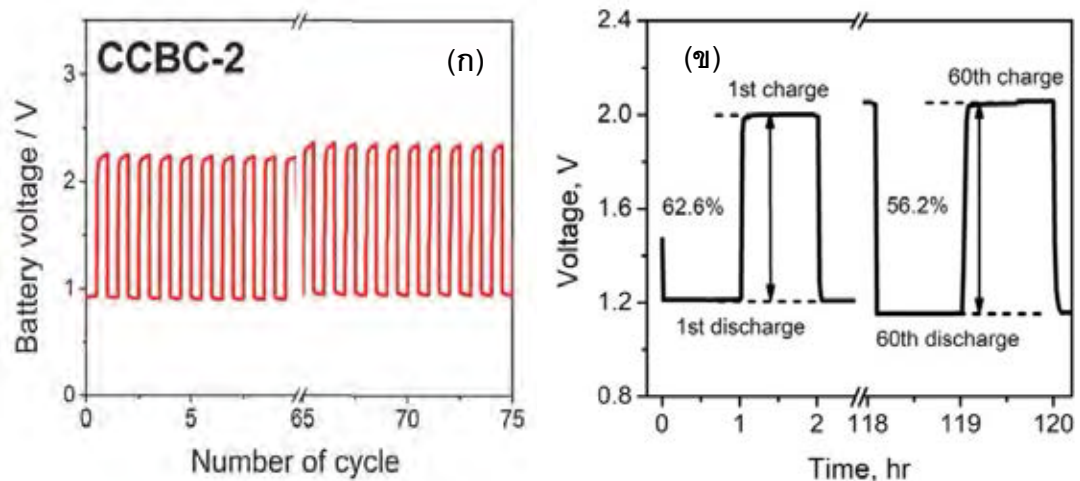 CCBC-2
(ก)
Battery voltage / V
3
2
1
0
0 5 65 70 75
Number of cycle
(ข)
Voltage, V
2.4
2.0
1.6
1.2
0.8
1st charge
60th charge
62.6%
56.2%
1st discharge
60th discharge
0 1 2 118 119 120
Time, hr